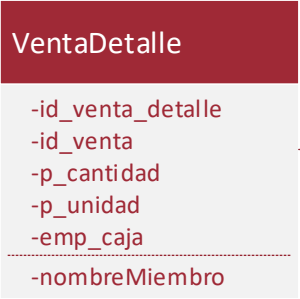 VentaDetalle
-id_venta_detalle
-id_venta
-p_cantidad
-p_unidad
-emp_caja
-nombreMiembro